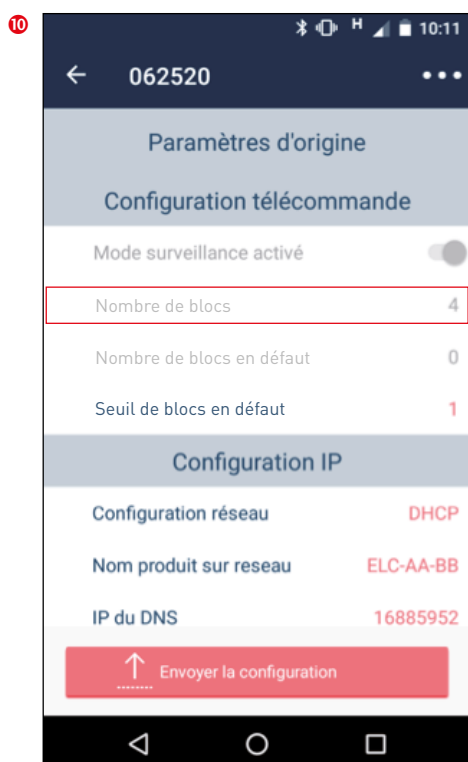 10
H 10:11
062520
Paramètres d'origine
Configuration télécommande
Mode surveillance activé
Nombre de blocs 4
Nombre de blocs en défaut 0
Seuil de blocs en défaut 1
Configuration IP
Configuration réseau DHCP
Nom produit sur reseau ELC-AA-BB
IP du DNS 16885952
Envoyer la configuration